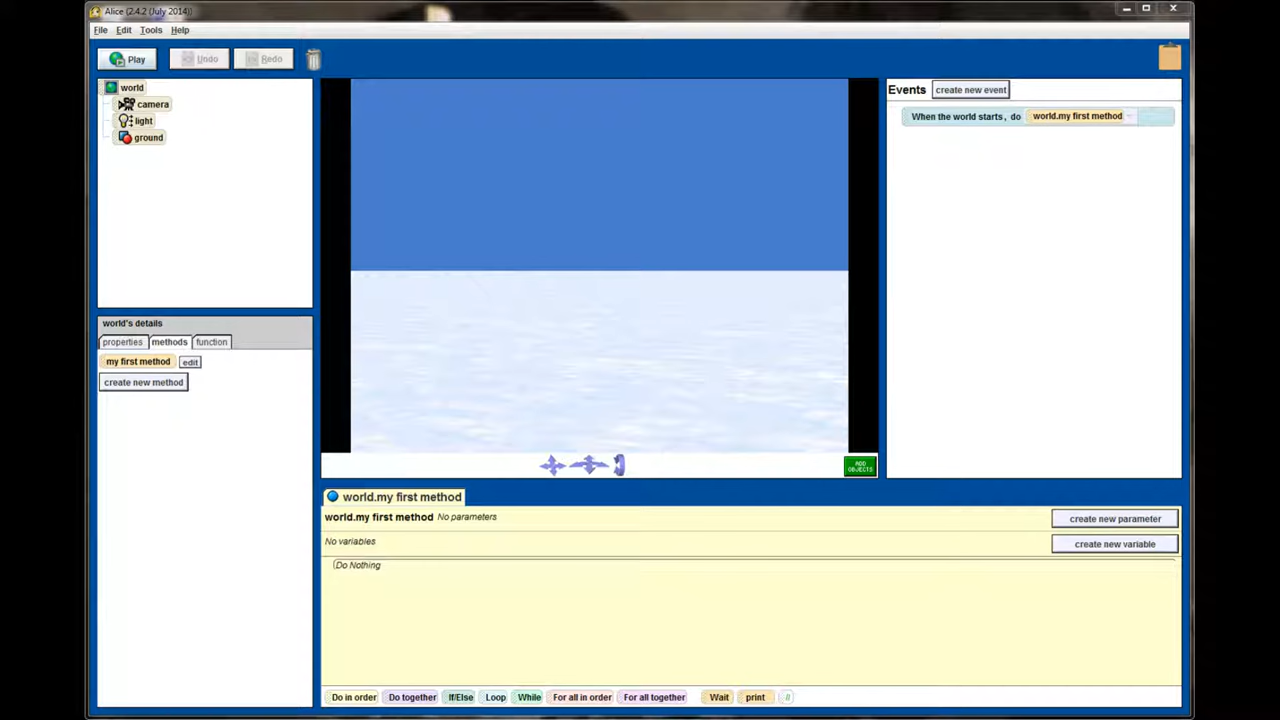 Alice (2.4.2 (July 2014))
File Edit Tools Help
Play Undo Redo
world
camera
light
ground
Events create new event
When the world starts, do world.my first method
world's details
properties methods function
my first method edit
create new method
ADD OBJECTS
world.my first method
world.my first method No parameters
create new parameter
No variables
create new variable
(Do Nothing
Do in order Do together If/Else Loop While For all in order For all together Wait print //